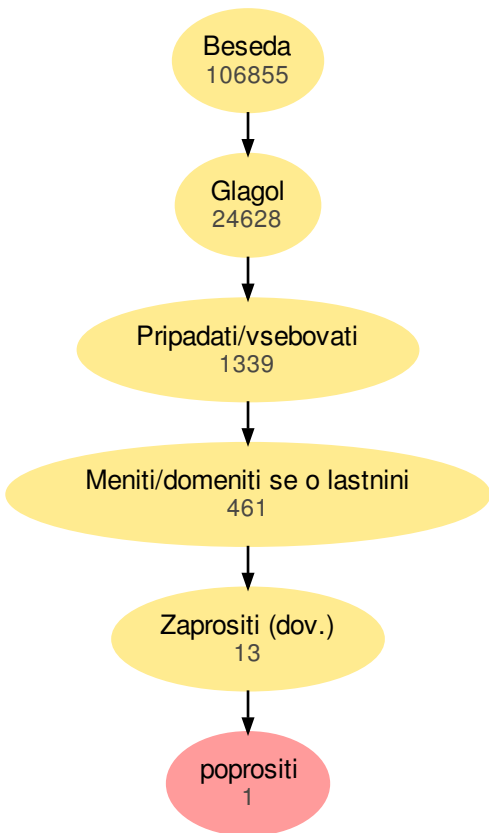 Beseda
106855
Glagol
24628
Pripadati/vsebovati
1339
Meniti/domeniti se o lastnini
461
Zaprositi (dov.)
13
poprositi
1